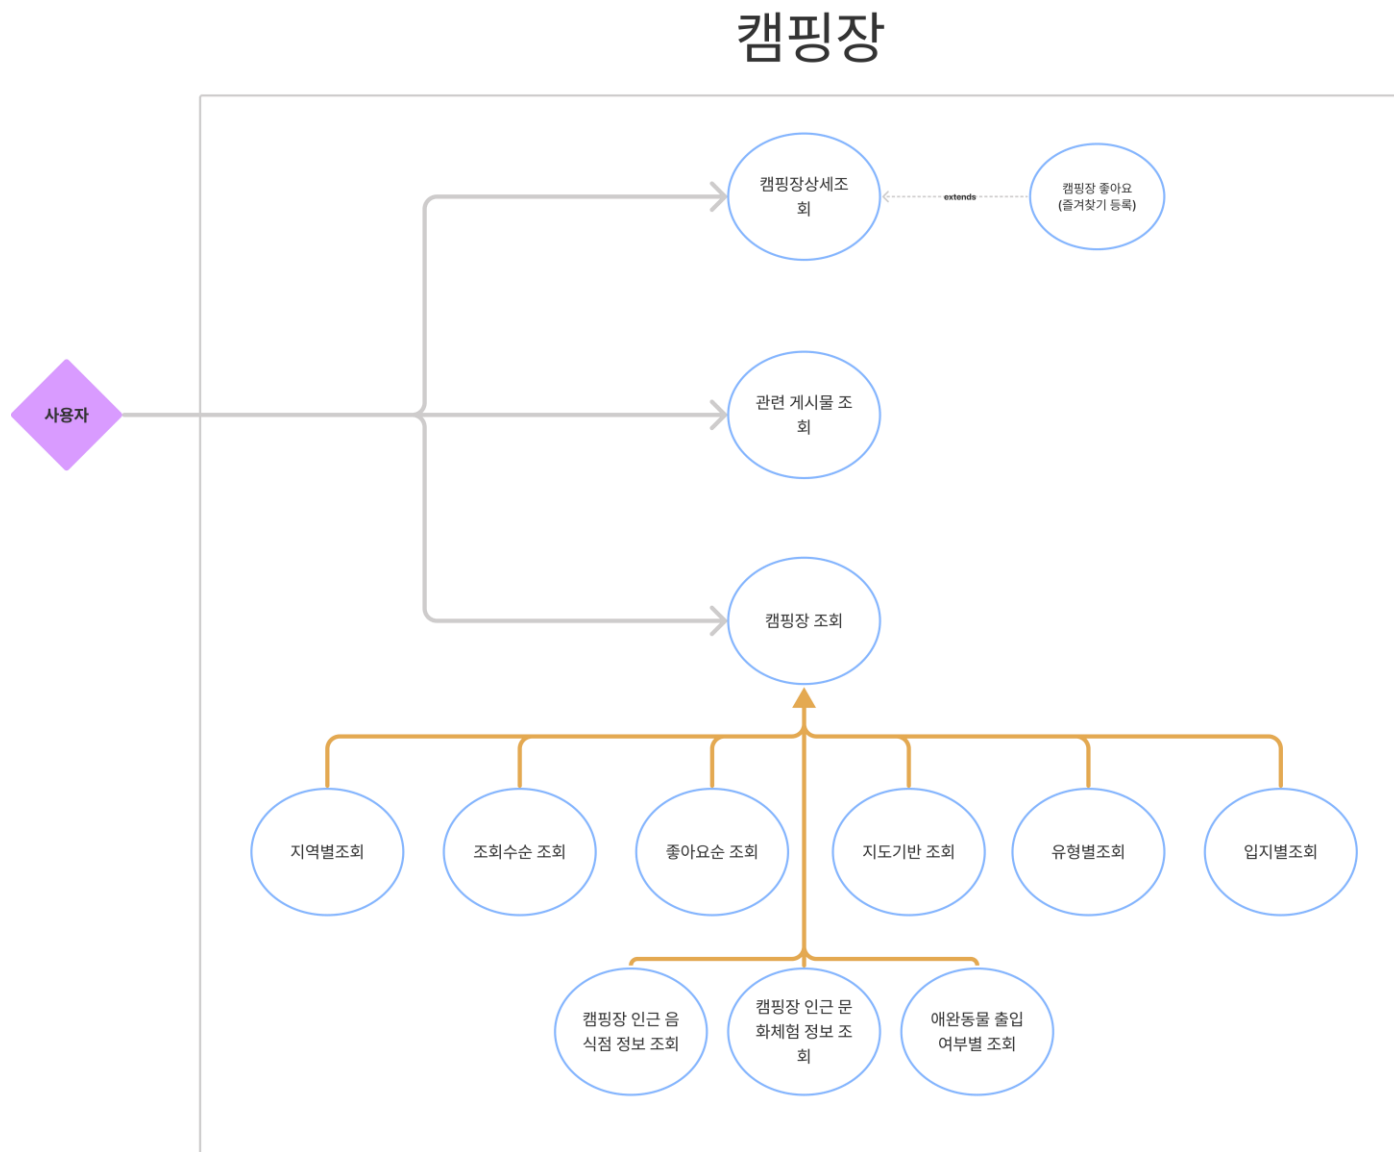 캠핑장
캠핑장상세조
회
extends
캠핑장 좋아요
(즐겨찾기 등록)
사용자
관련 게시물 조
회
캠핑장 조회
지역별조회
조회수순 조회
좋아요순 조회
지도기반 조회
유형별조회
입지별조회
캠핑장 인근 음
식점 정보 조회
캠핑장 인근 문
화체험 정보 조
회
애완동물 출입
여부별 조회